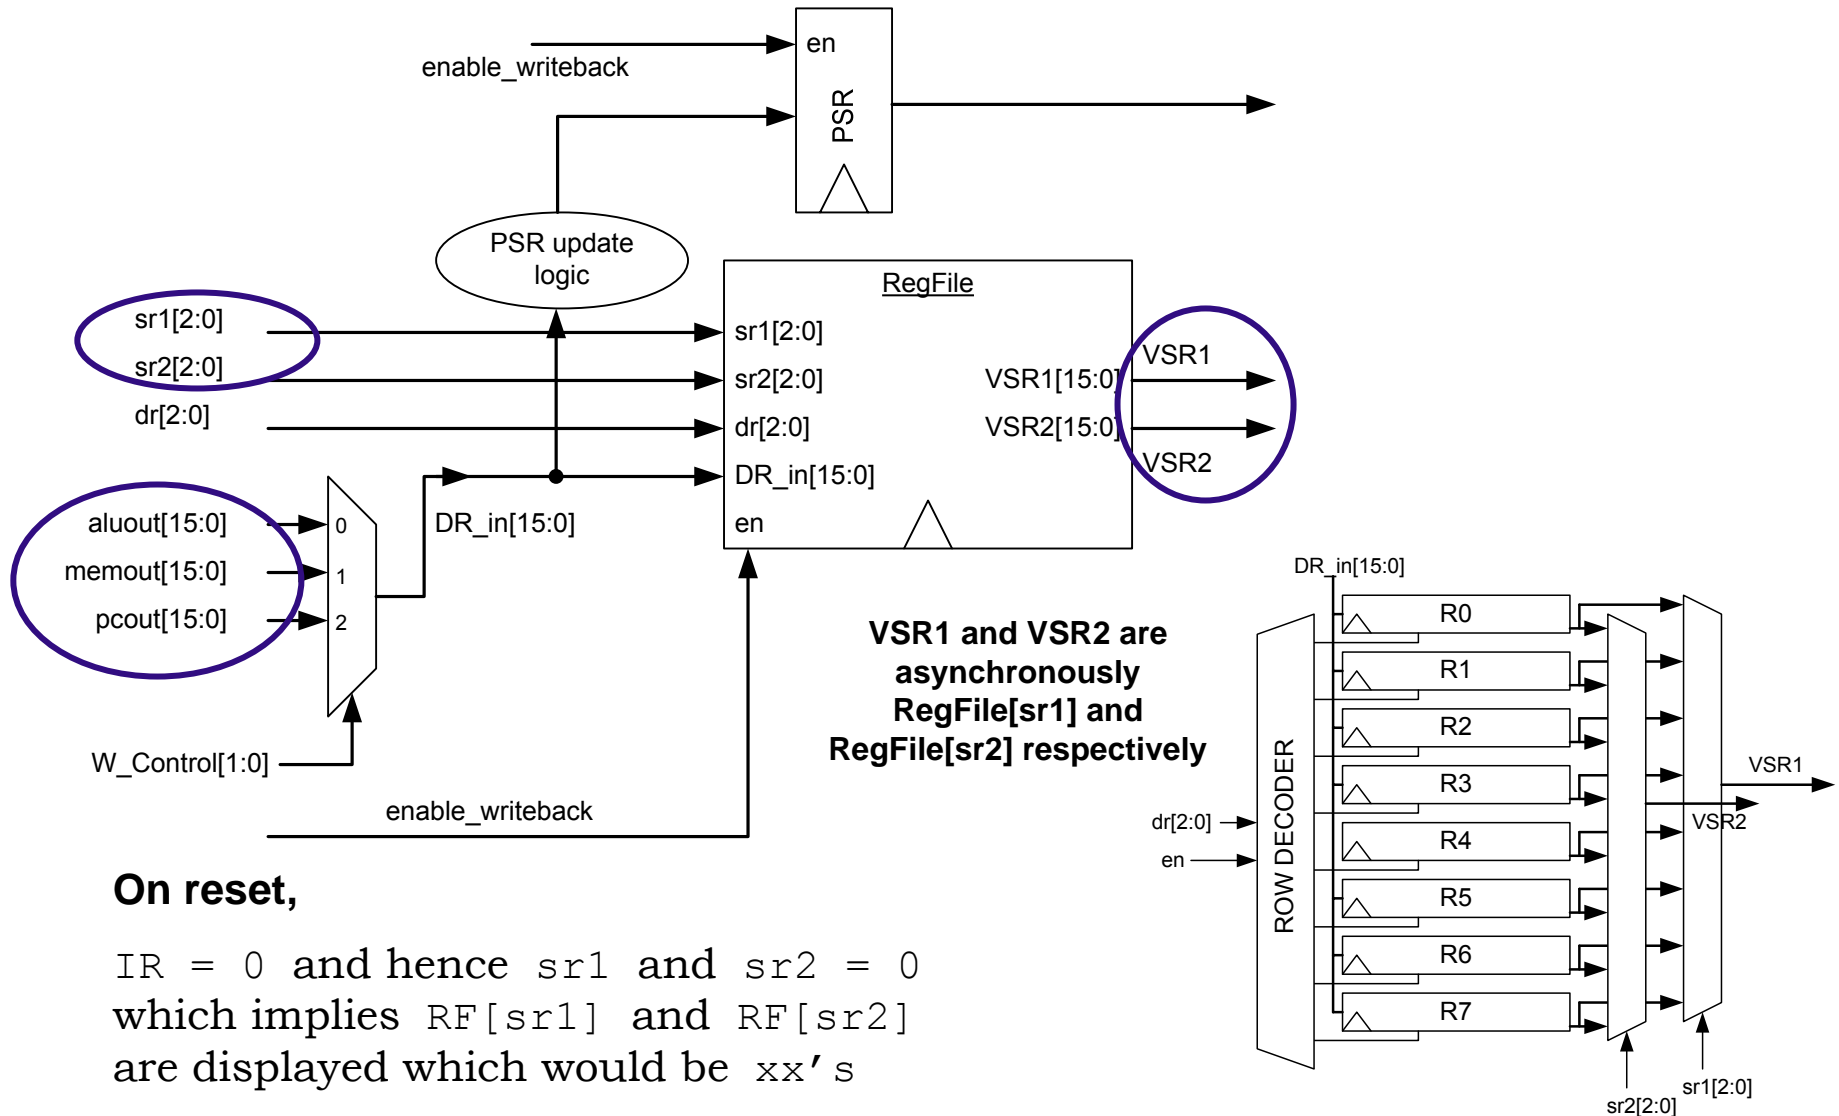 en
enable_writeback
PSR
PSR update
logic
RegFile
sr1[2:0]
sr2[2:0]
dr[2:0]
sr1[2:0]
sr2[2:0]
dr[2:0]
DR_in[15:0]
en
VSR1[15:0]
VSR2[15:0]
VSR1
VSR2
aluout[15:0]
memout[15:0]
pcout[15:0]
0
1
2
DR_in[15:0]
W_Control[1:0]
enable_writeback
VSR1 and VSR2 are
asynchronously
RegFile[sr1] and
RegFile[sr2] respectively
DR_in[15:0]
R0
R1
R2
R3
R4
R5
R6
R7
ROW DECODER
dr[2:0]
en
VSR1
VSR2
sr1[2:0]
sr2[2:0]
On reset,
IR = 0 and hence sr1 and sr2 = 0
which implies RF[sr1] and RF[sr2]
are displayed which would be xx's